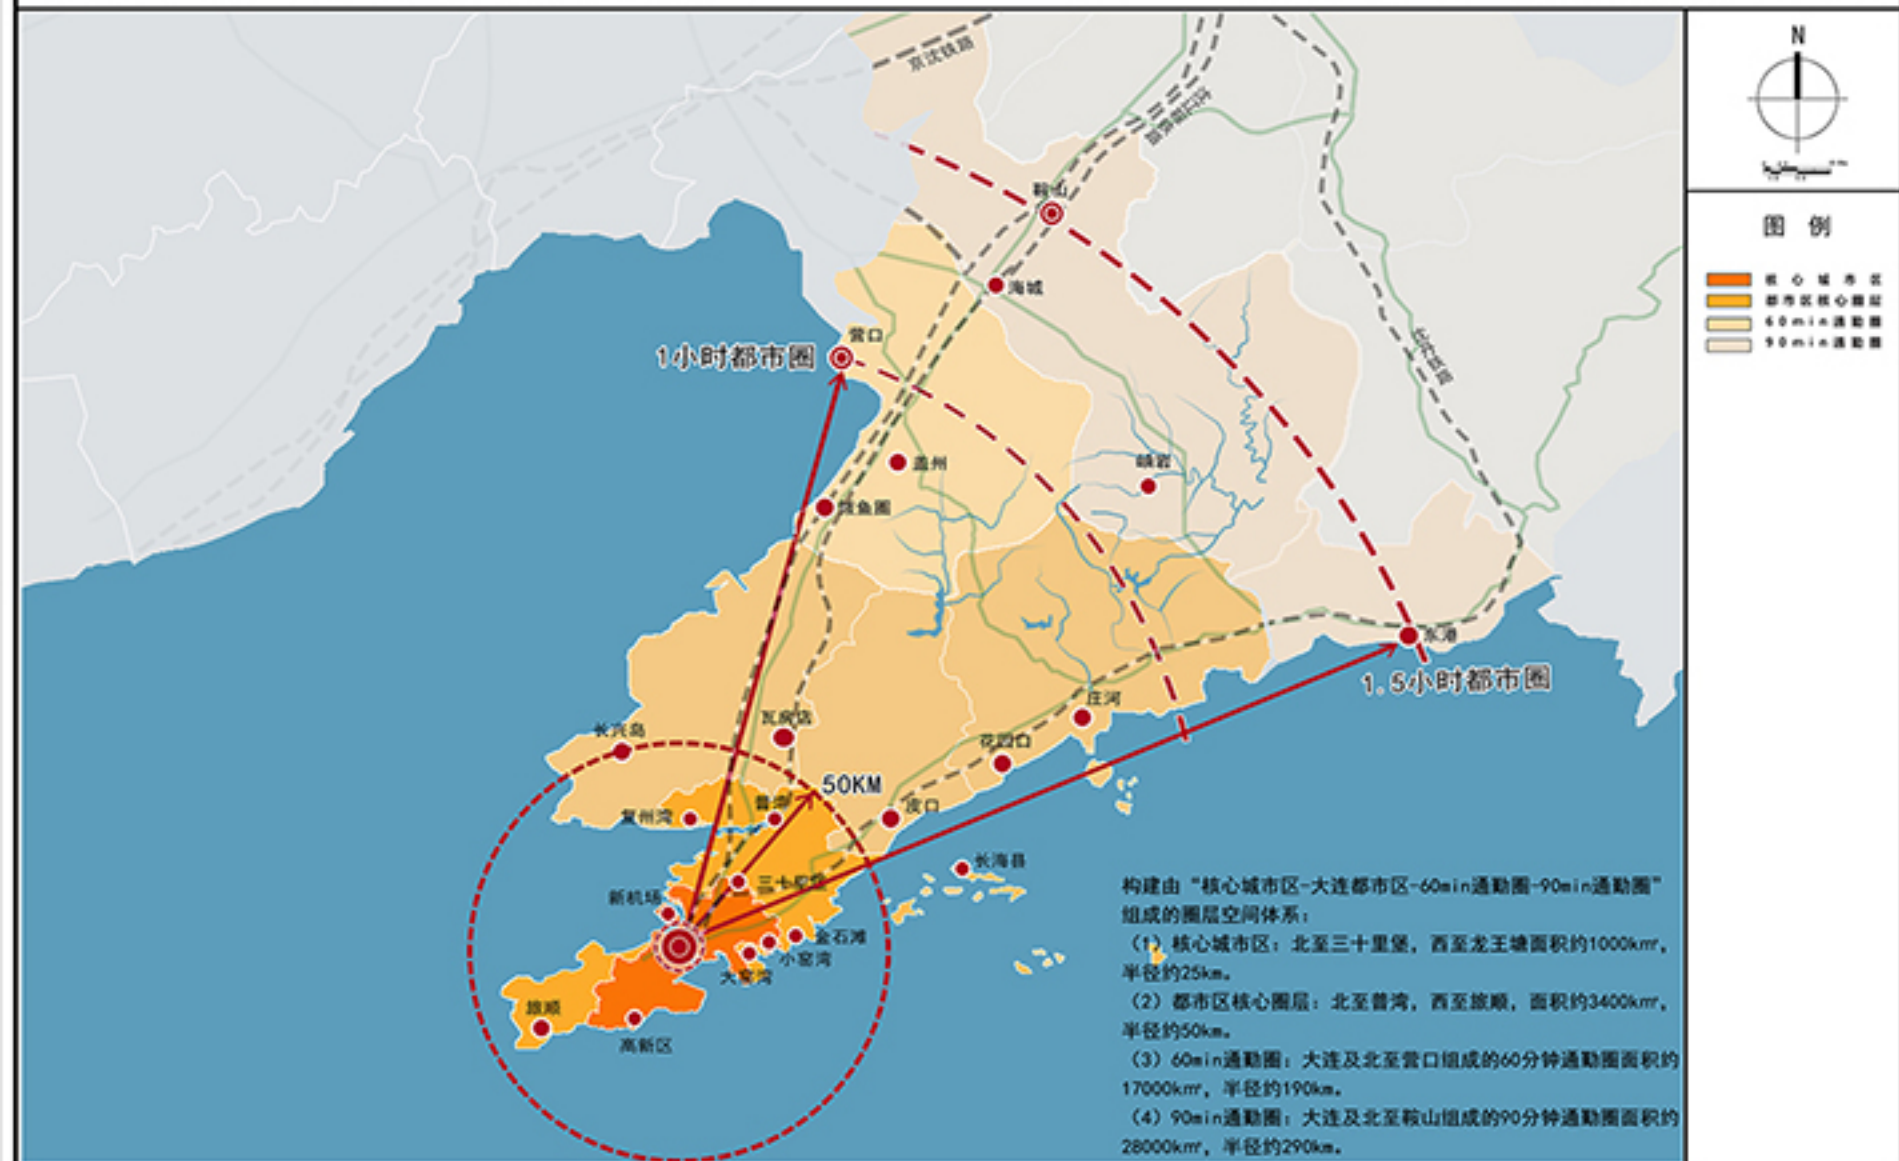 N
京沈铁路
图 例
核心城市区
都市区核心圈层
60min通勤圈
90min通勤圈
鞍山
海城
营口
1小时都市圈
盖州
岫岩
鲅鱼圈
东港
1.5小时都市圈
庄河
瓦房店
长兴岛
花园口
50KM
普湾
皮口
复州湾
长海县
三十里堡
新机场
金石滩
小窑湾
大窑湾
旅顺
高新区
构建由“核心城市区-大连都市区-60min通勤圈-90min通勤圈”
组成的圈层空间体系：
（1）核心城市区：北至三十里堡，西至龙王塘面积约1000km²，
半径约25km。
（2）都市区核心圈层：北至普湾，西至旅顺，面积约3400km²，
半径约50km。
（3）60min通勤圈：大连及北至营口组成的60分钟通勤圈面积约
17000km²，半径约190km。
（4）90min通勤圈：大连及北至鞍山组成的90分钟通勤圈面积约
28000km²，半径约290km。